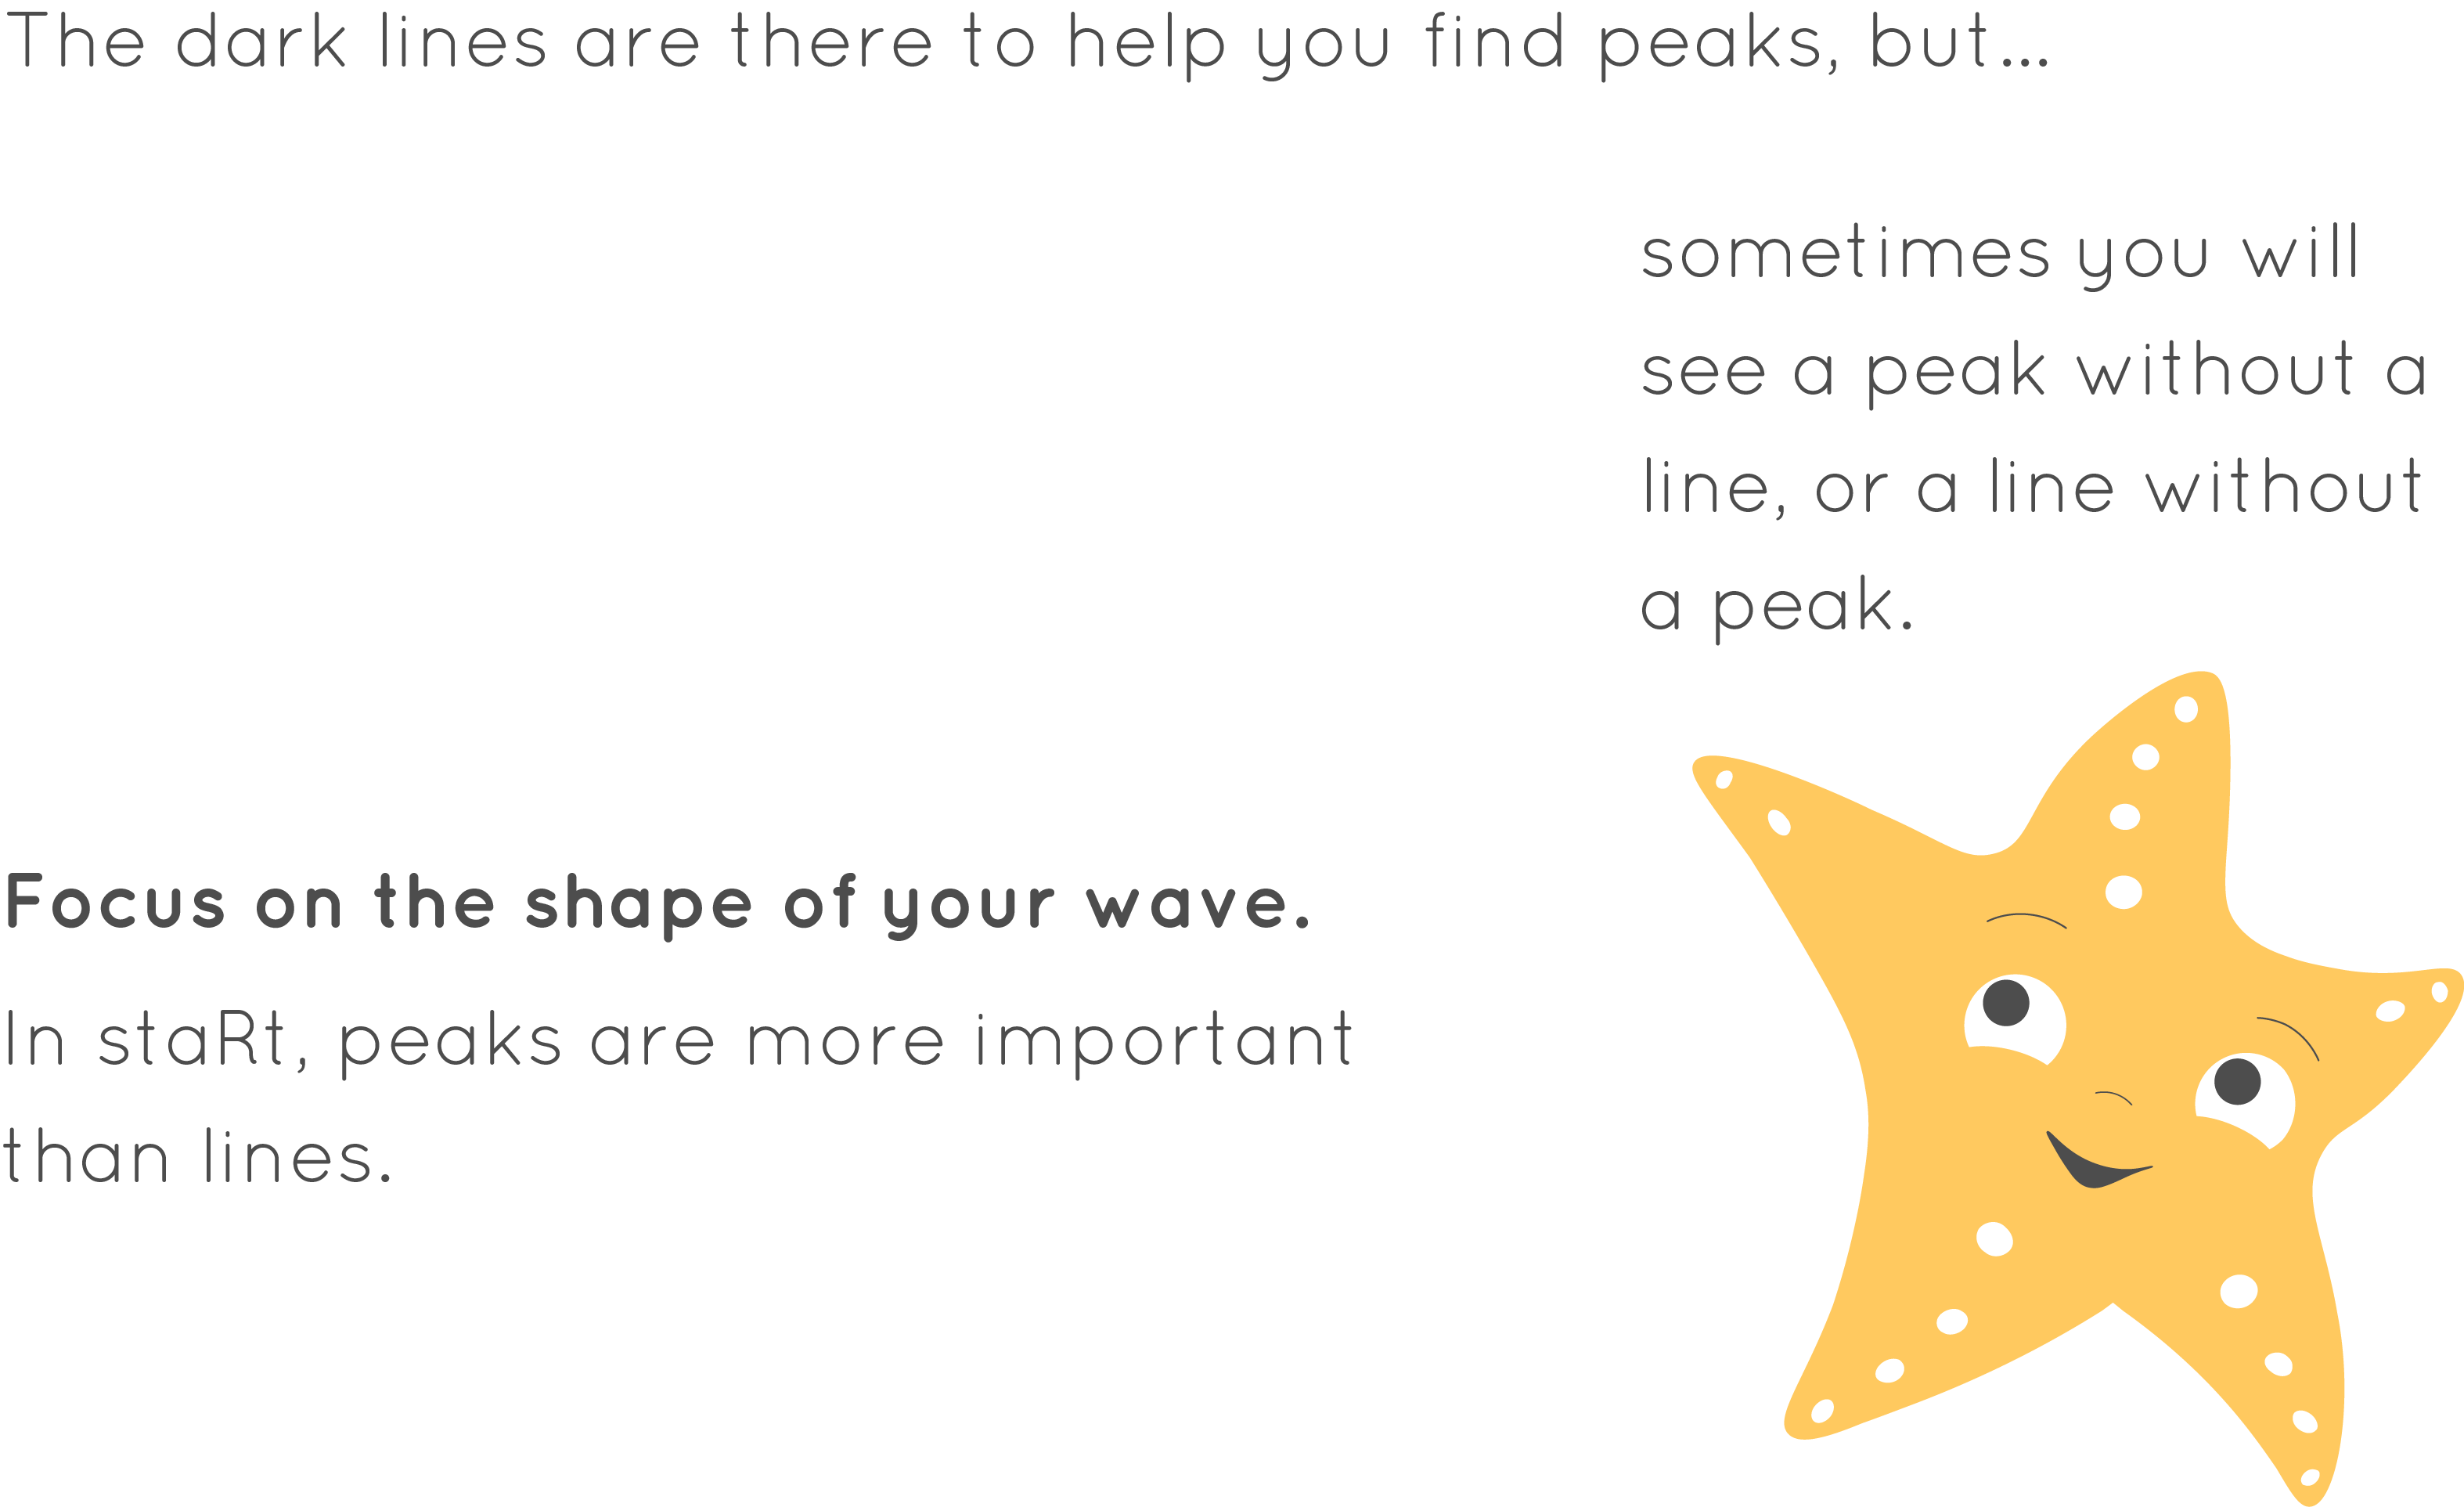 The dark lines are there to help you find peaks, but...
sometimes you will
see a peak without a
line, or a line without
a peak.
Focus on the shape of your wave.
In staRt, peaks are more important
than lines.